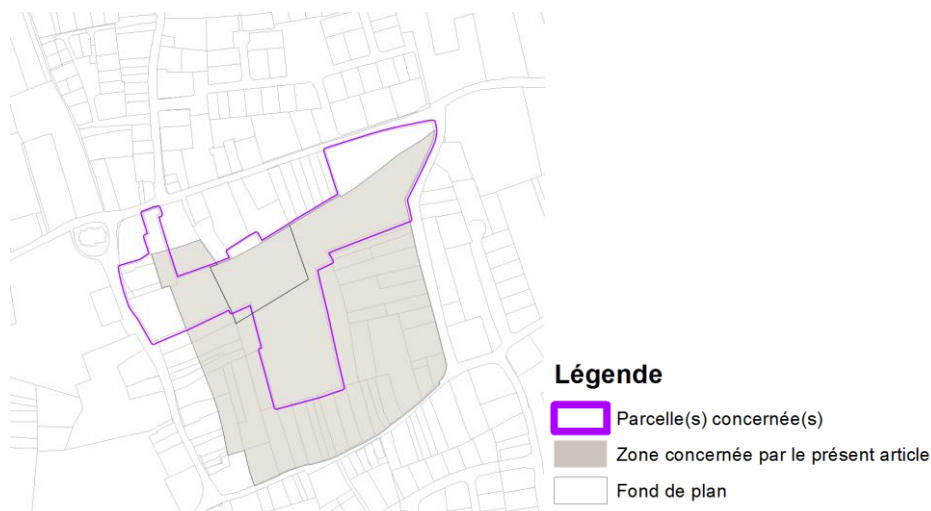 Légende
Parcelle(s) concernée(s)
Zone concernée par le présent article
Fond de plan